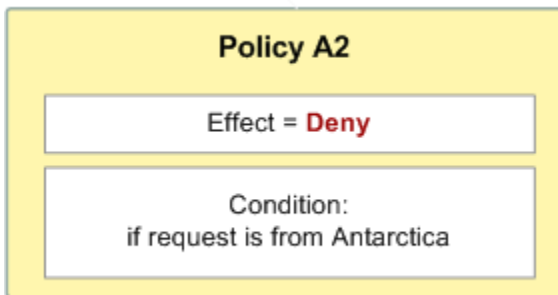 Policy A2
Effect = Deny
Condition:
if request is from Antarctica